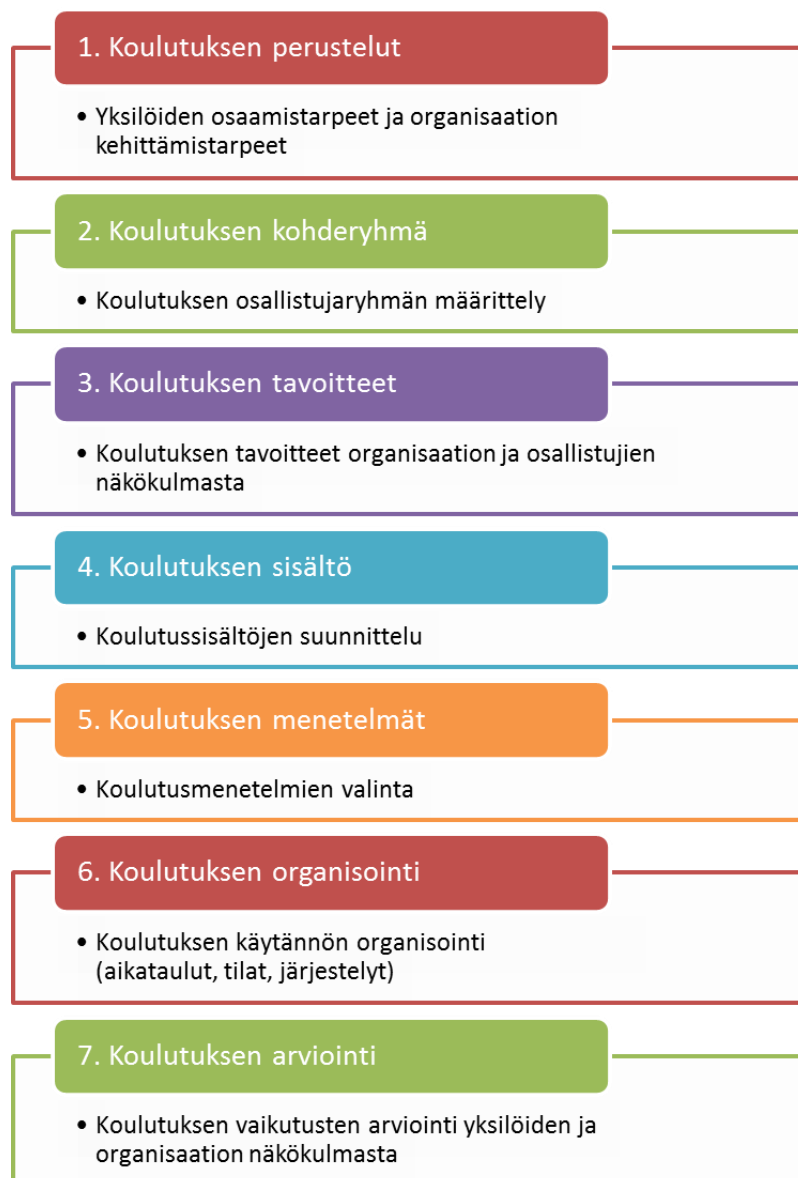 1. Koulutuksen perustelut
• Yksilöiden osaamistarpeet ja organisaation
kehittämistarpeet
2. Koulutuksen kohderyhmä
• Koulutuksen osallistujaryhmän määrittely
3. Koulutuksen tavoitteet
• Koulutuksen tavoitteet organisaation ja osallistujien
näkökulmasta
4. Koulutuksen sisältö
• Koulutussisältöjen suunnittelu
5. Koulutuksen menetelmät
• Koulutusmenetelmien valinta
6. Koulutuksen organisointi
• Koulutuksen käytännön organisointi
(aikataulut, tilat, järjestelyt)
7. Koulutuksen arviointi
• Koulutuksen vaikutusten arviointi yksilöiden ja
organisaation näkökulmasta